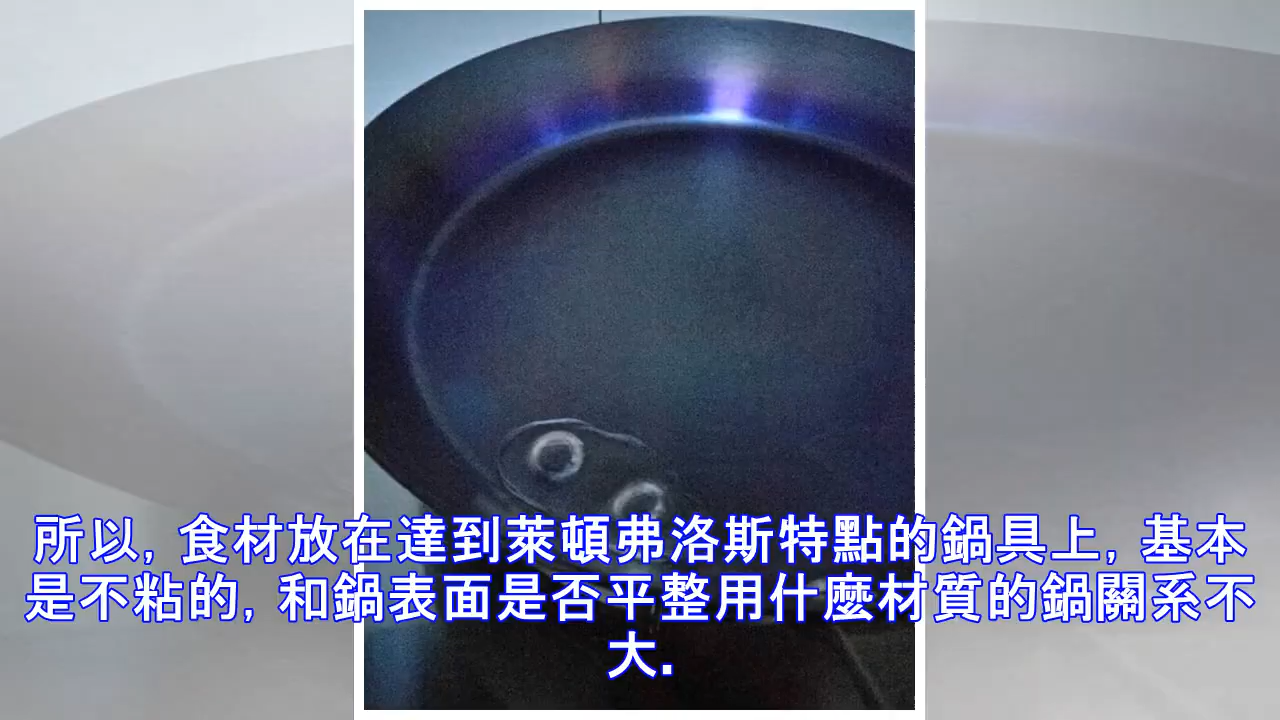 所以, 食材放在達到萊頓弗洛斯特點的鍋具上, 基本
是不粘的, 和鍋表面是否平整用什麼材質的鍋關系不
大.